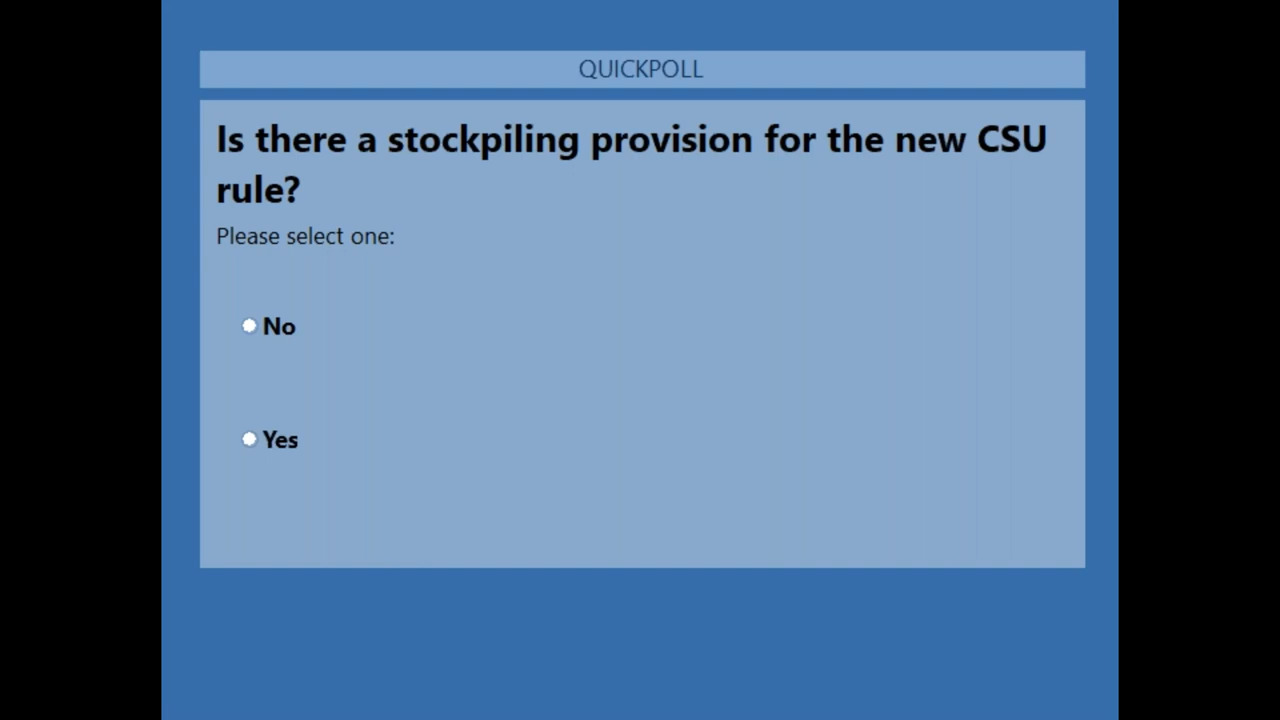 QUICKPOLL
Is there a stockpiling provision for the new CSU
rule?
Please select one:
No
Yes